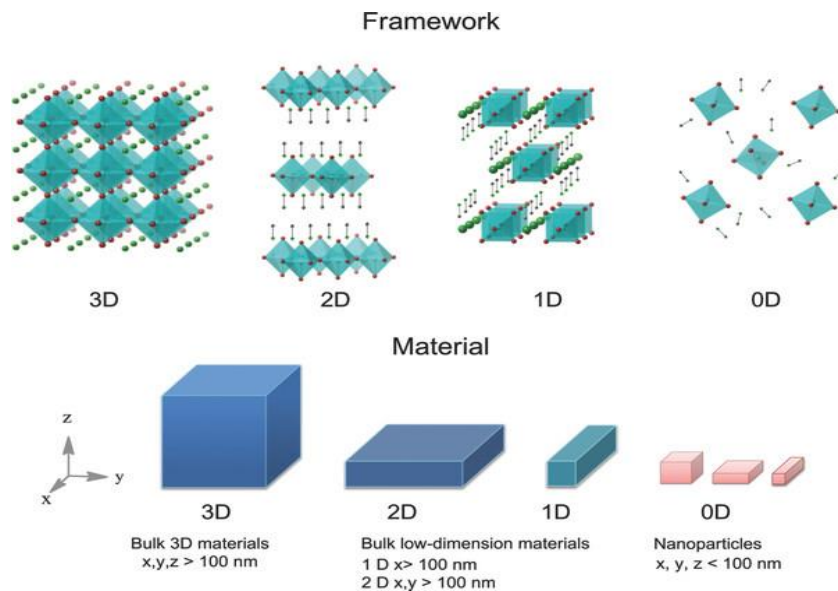 Framework
3D
2D
1D
0D
Material
z
y
x
3D
2D
1D
0D
Bulk 3D materials
x,y,z > 100 nm
Bulk low-dimension materials
1 D x> 100 nm
2 D x,y > 100 nm
Nanoparticles
x, y, z < 100 nm